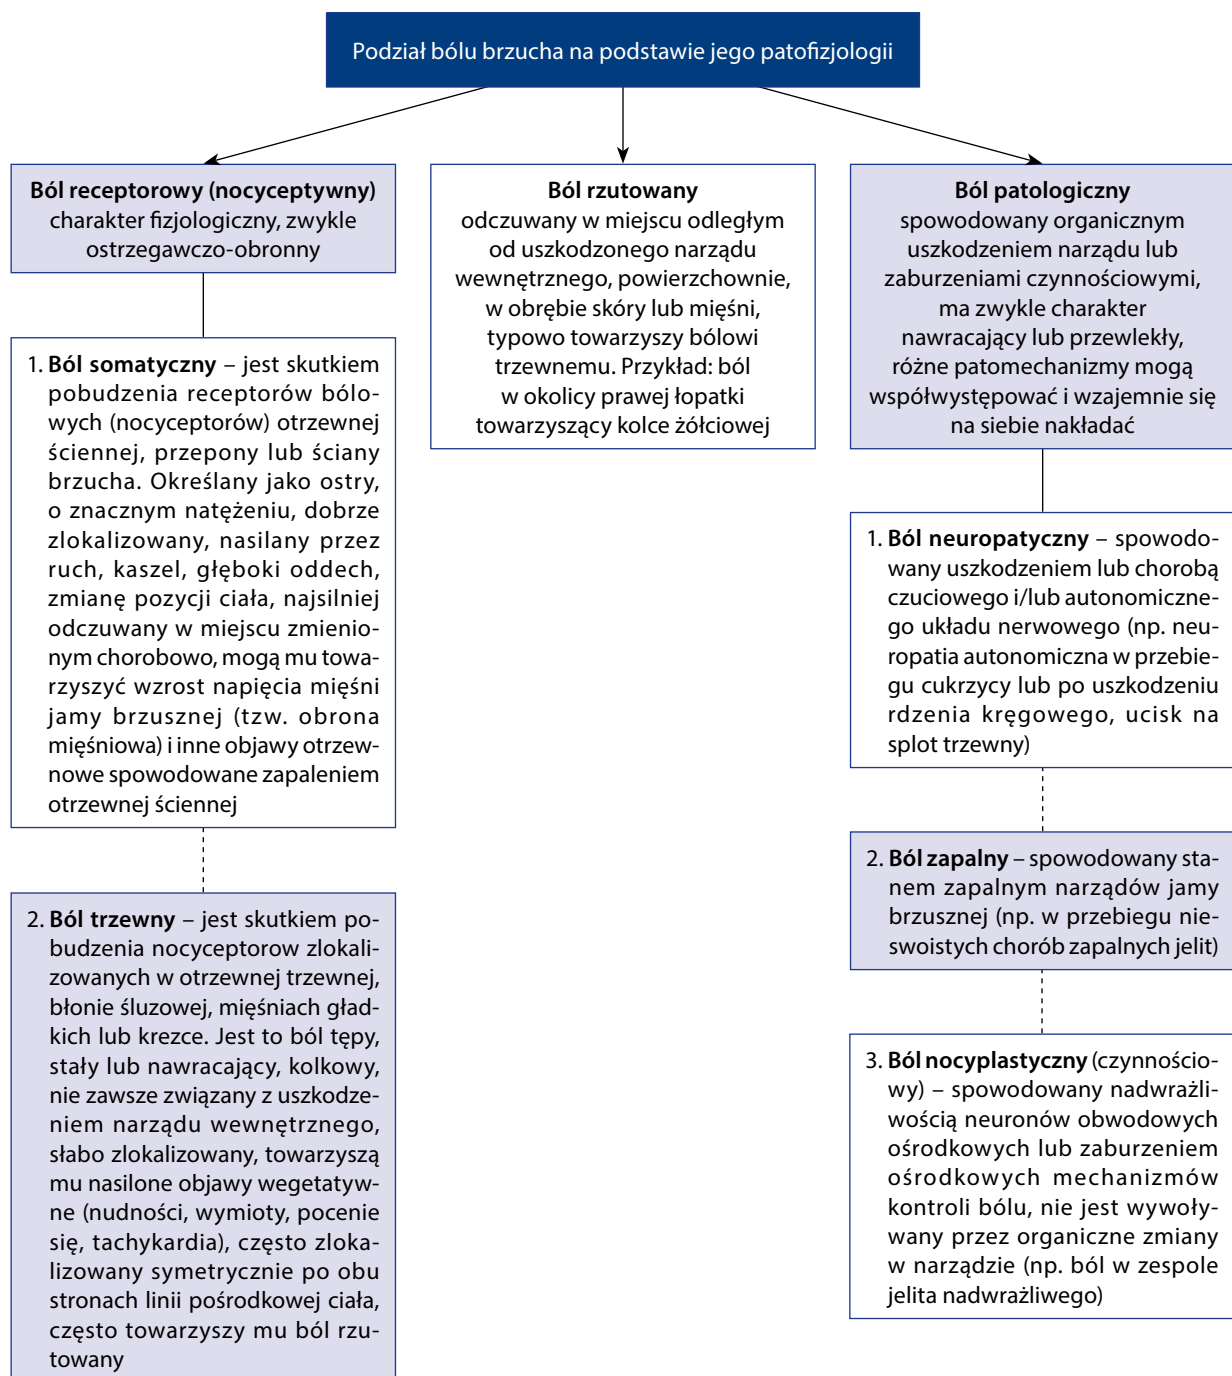 Podział bólu brzucha na podstawie jego patofizjologii
Ból receptorowy (nocyceptywny)
charakter fizjologiczny, zwykle
ostrzegawczo-obronny
1. Ból somatyczny – jest skutkiem
pobudzenia receptorów bólo-
wych (nocyceptorów) otrzewnej
ściennej, przepony lub ściany
brzucha. Określany jako ostry,
o znacznym natężeniu, dobrze
zlokalizowany, nasilany przez
ruch, kaszel, głęboki oddech,
zmianę pozycji ciała, najsilniej
odczuwany w miejscu zmienio-
nym chorobowo, mogą mu towa-
rzyszyć wzrost napięcia mięśni
jamy brzusznej (tzw. obrona
mięśniowa) i inne objawy otrzew-
nowe spowodowane zapaleniem
otrzewnej ściennej
2. Ból trzewny – jest skutkiem po-
budzenia nocyceptorow zlokali-
zowanych w otrzewnej trzewnej,
błonie śluzowej, mięśniach gład-
kich lub krezce. Jest to ból tępy,
stały lub nawracający, kolkowy,
nie zawsze związany z uszkodze-
niem narządu wewnętrznego,
słabo zlokalizowany, towarzyszą
mu nasilone objawy wegetatyw-
ne (nudności, wymioty, pocenie
się, tachykardia), często zloka-
lizowany symetrycznie po obu
stronach linii pośrodkowej ciała,
często towarzyszy mu ból rzu-
towany
Ból rzutowany
odczuwany w miejscu odległym
od uszkodzonego narządu
wewnętrznego, powierzchownie,
w obrębie skóry lub mięśni,
typowo towarzyszy bólowi
trzewnemu. Przykład: ból
w okolicy prawej łopatki
towarzyszący kolce żółciowej
Ból patologiczny
spowodowany organicznym
uszkodzeniem narządu lub
zaburzeniami czynnościowymi,
ma zwykle charakter
nawracający lub przewlekły,
różne patomechanizmy mogą
współwystępować i wzajemnie się
na siebie nakładać
1. Ból neuropatyczny – spowodo-
wany uszkodzeniem lub chorobą
czuciowego i/lub autonomiczne-
go układu nerwowego (np. neu-
ropatia autonomiczna w przebie-
gu cukrzycy lub po uszkodzeniu
rdzenia kręgowego, ucisk na
splot trzewny)
2. Ból zapalny – spowodowany sta-
nem zapalnym narządów jamy
brzusznej (np. w przebiegu nie-
swoistych chorób zapalnych jelit)
3. Ból nocyplastyczny (czynnościo-
wy) – spowodowany nadwrażli-
wością neuronów obwodowych
ośrodkowych lub zaburzeniem
ośrodkowych mechanizmów
kontroli bólu, nie jest wywoły-
wany przez organiczne zmiany
w narządzie (np. ból w zespole
jelita nadwrażliwego)